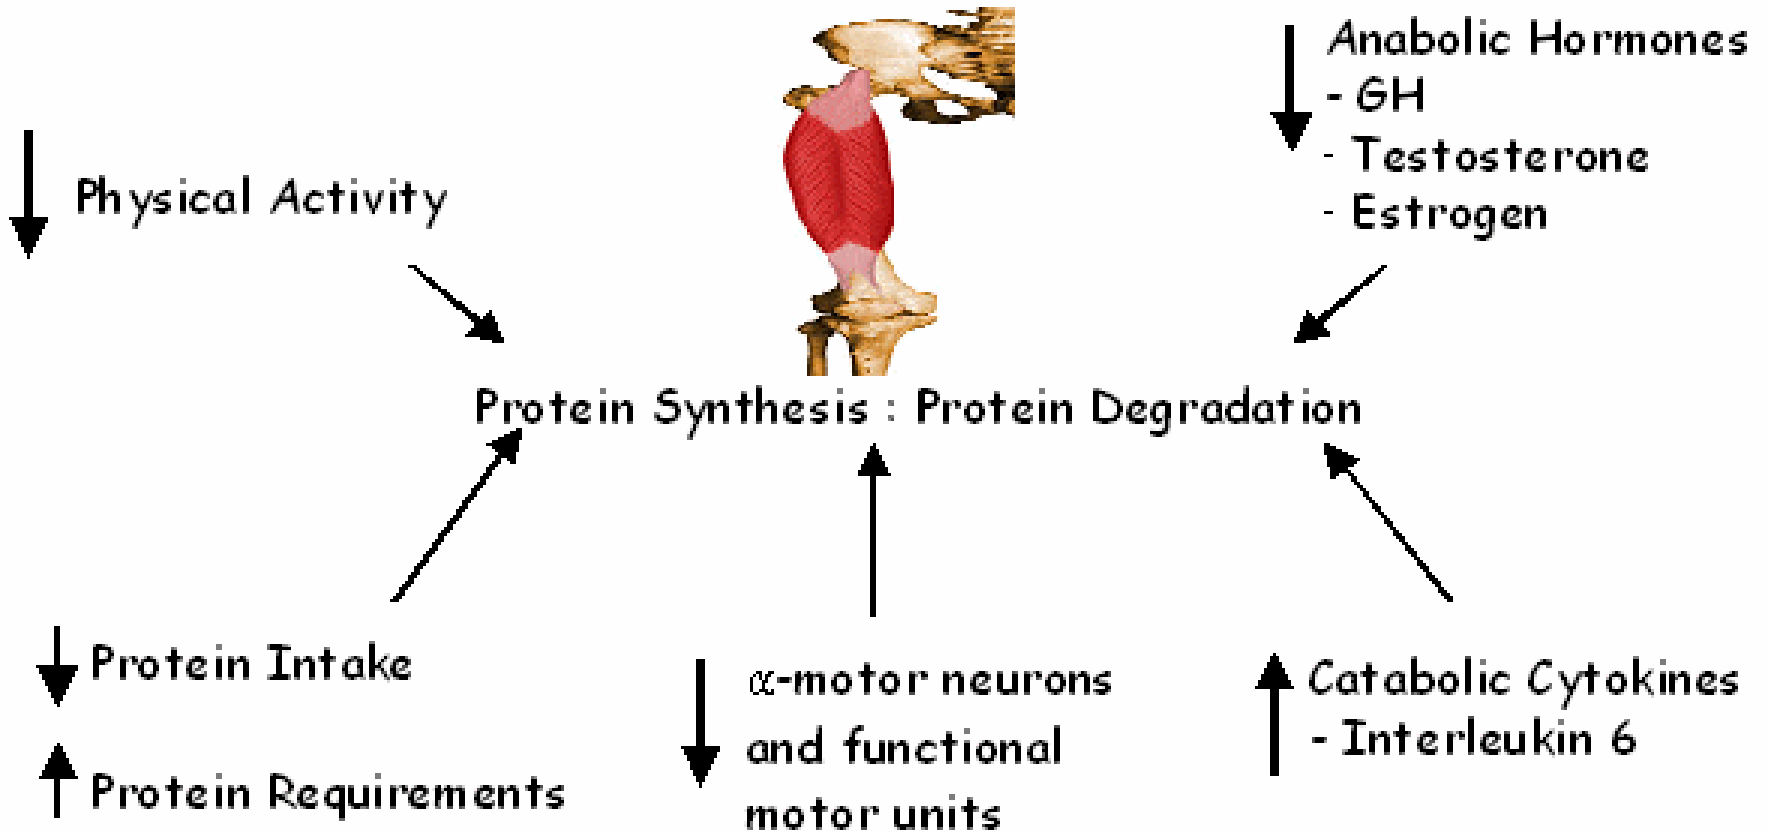 Anabolic Hormones
- GH
- Testosterone
- Estrogen
Physical Activity
Protein Synthesis : Protein Degradation
Protein Intake
Protein Requirements
α-motor neurons
and functional
motor units
Catabolic Cytokines
- Interleukin 6